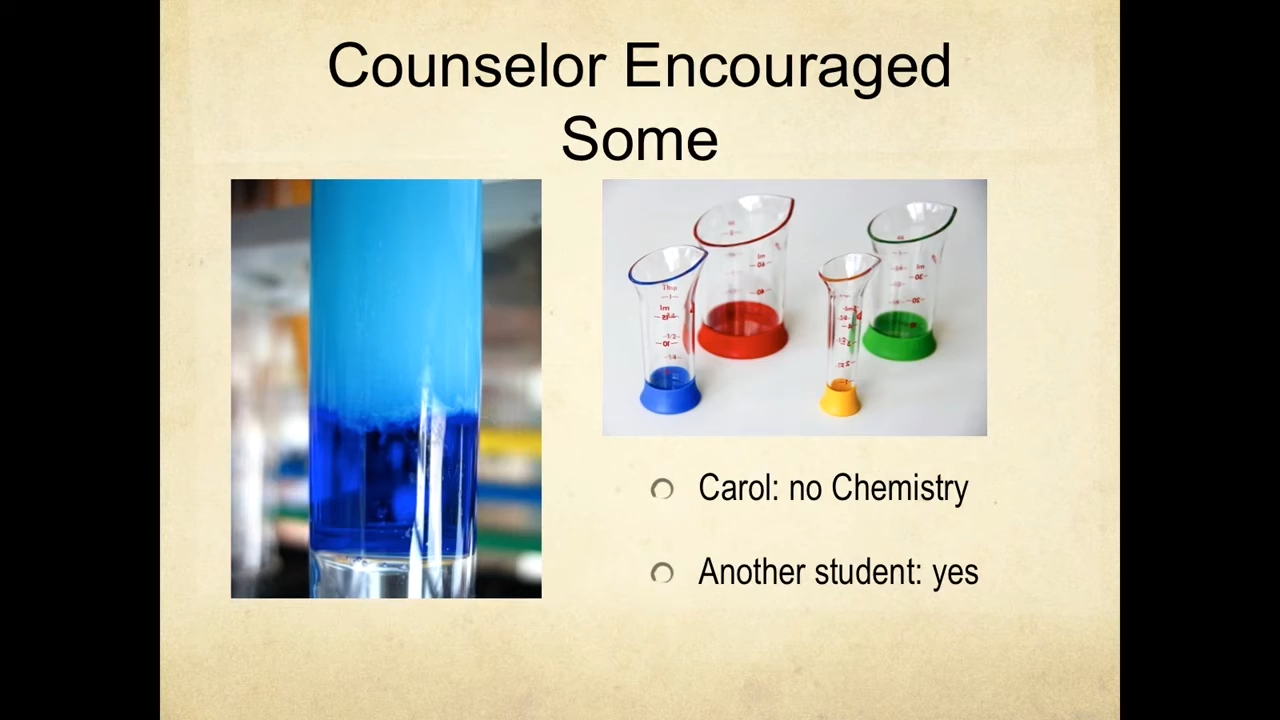 Counselor Encouraged
Some
Carol: no Chemistry
Another student: yes